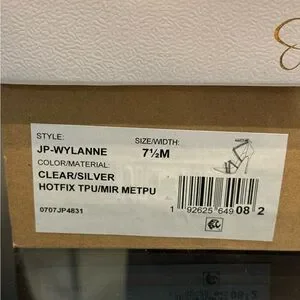 STYLE:
SIZE/WIDTH:
JP-WYLANNE
7½M
COLOR/MATERIAL:
CLEAR/SILVER
HOTFIX TPU/MIR METPU
0707JP4831
1 92625 649 08 2